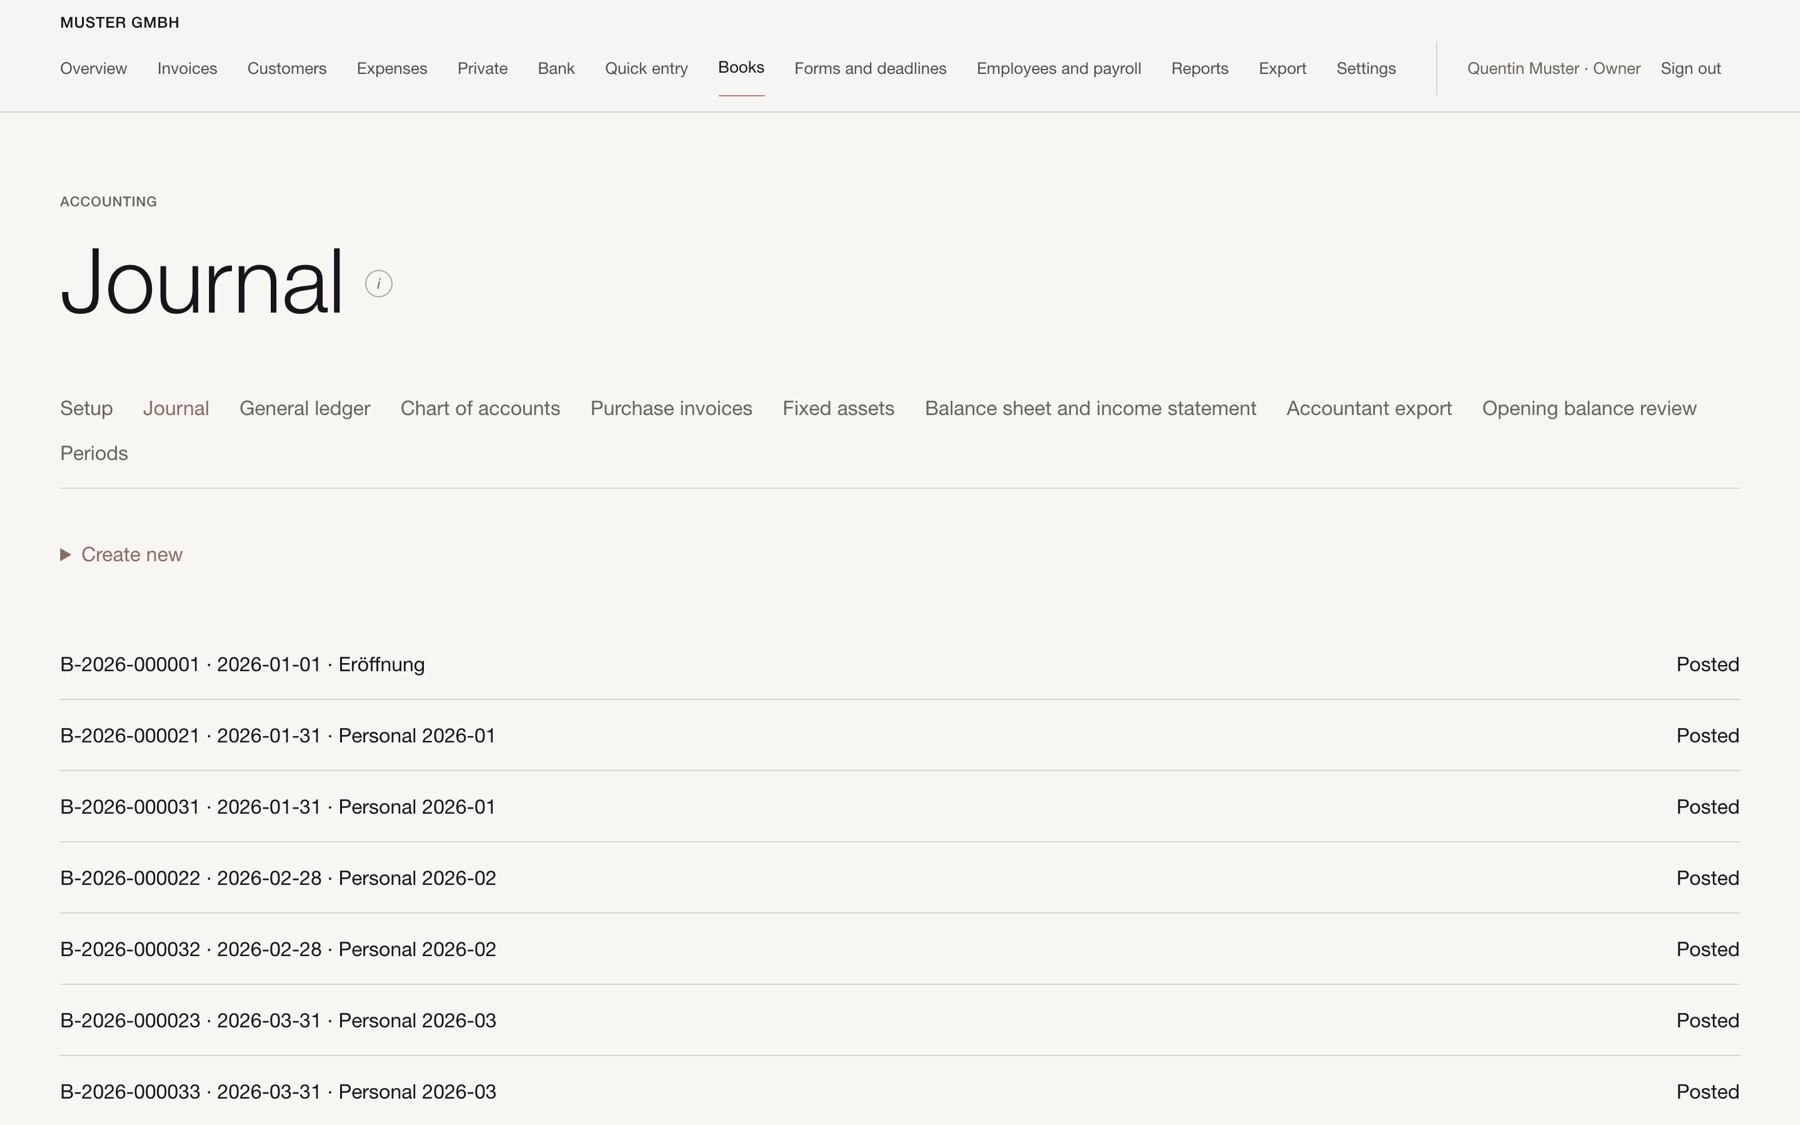 MUSTER GMBH
Overview Invoices Customers Expenses Private Bank Quick entry Books Forms and deadlines Employees and payroll Reports Export Settings Quentin Muster · Owner Sign out
ACCOUNTING
Journal i
Setup Journal General ledger Chart of accounts Purchase invoices Fixed assets Balance sheet and income statement Accountant export Opening balance review
Periods
▶ Create new
B-2026-000001 · 2026-01-01 · Eröffnung Posted
B-2026-000021 · 2026-01-31 · Personal 2026-01 Posted
B-2026-000031 · 2026-01-31 · Personal 2026-01 Posted
B-2026-000022 · 2026-02-28 · Personal 2026-02 Posted
B-2026-000032 · 2026-02-28 · Personal 2026-02 Posted
B-2026-000023 · 2026-03-31 · Personal 2026-03 Posted
B-2026-000033 · 2026-03-31 · Personal 2026-03 Posted